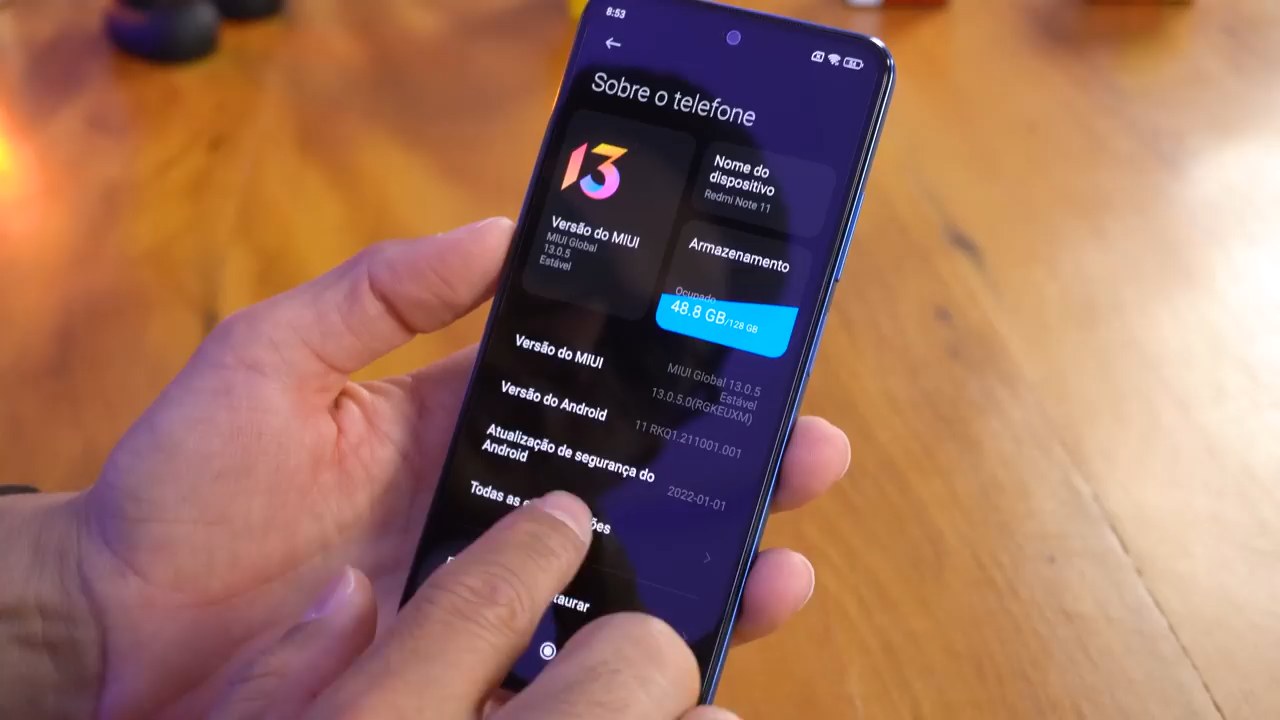 8:53
Sobre o telefone
13
Versão do MIUI
MIUI Global
13.0.5
Estável
Nome do
dispositivo
Redmi Note 11
Armazenamento
Ocupado
48.8 GB/128 GB
Versão do MIUI
MIUI Global 13.0.5
Estável
13.0.5.0(RGKEUXM)
Versão do Android
11 RKQ1.211001.001
Atualização de segurança do
Android
2022-01-01
Todas as
ões
taurar